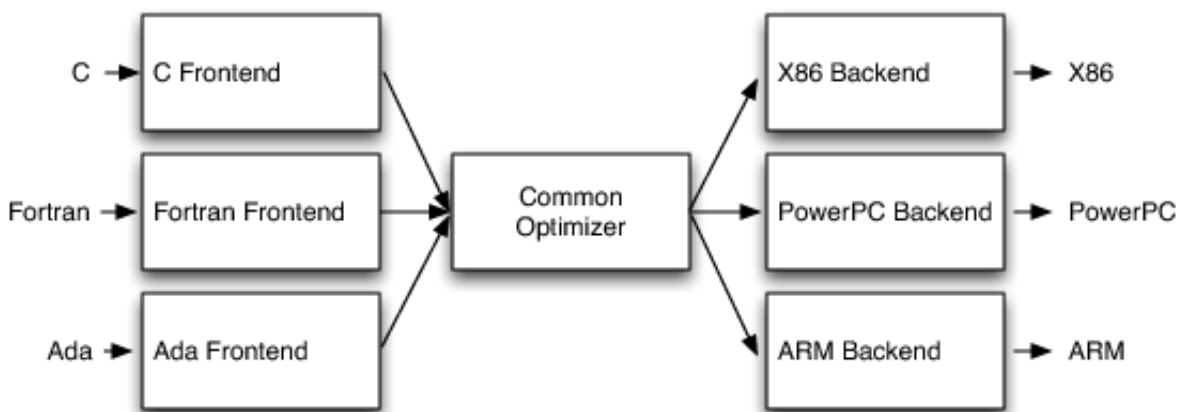 C
C Frontend
X86 Backend
X86
Fortran
Fortran Frontend
Common
Optimizer
PowerPC Backend
PowerPC
Ada
Ada Frontend
ARM Backend
ARM